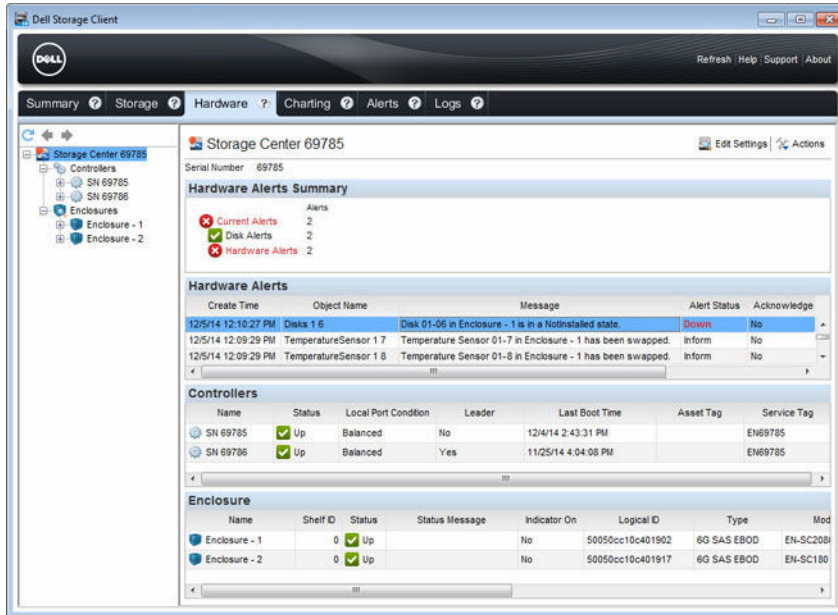 Dell Storage Client
DELL
Refresh Help Support About
Summary ? Storage ? Hardware ? Charting ? Alerts ? Logs ?
Storage Center 69785
Controllers
SN 69785
SN 69786
Enclosures
Enclosure - 1
Enclosure - 2
Storage Center 69785
Edit Settings Actions
Serial Number 69785
Hardware Alerts Summary
Alerts
Current Alerts 2
Disk Alerts 2
Hardware Alerts 2
Hardware Alerts
Create Time Object Name Message Alert Status Acknowledge
12/5/14 12:10:27 PM Disks 1 6 Disk 01-06 in Enclosure - 1 is in a NotInstalled state. Down No
12/5/14 12:09:29 PM TemperatureSensor 1 7 Temperature Sensor 01-7 in Enclosure - 1 has been swapped. Inform No
12/5/14 12:09:29 PM TemperatureSensor 1 8 Temperature Sensor 01-8 in Enclosure - 1 has been swapped. Inform No
Controllers
Name Status Local Port Condition Leader Last Boot Time Asset Tag Service Tag
SN 69785 Up Balanced No 12/4/14 2:43:31 PM EN69785
SN 69786 Up Balanced Yes 11/25/14 4:04:08 PM EN69785
Enclosure
Name Shelf ID Status Status Message Indicator On Logical ID Type Mod
Enclosure - 1 0 Up No 50050cc10c401902 6G SAS EBOD EN-SC208
Enclosure - 2 0 Up No 50050cc10c401917 6G SAS EBOD EN-SC180